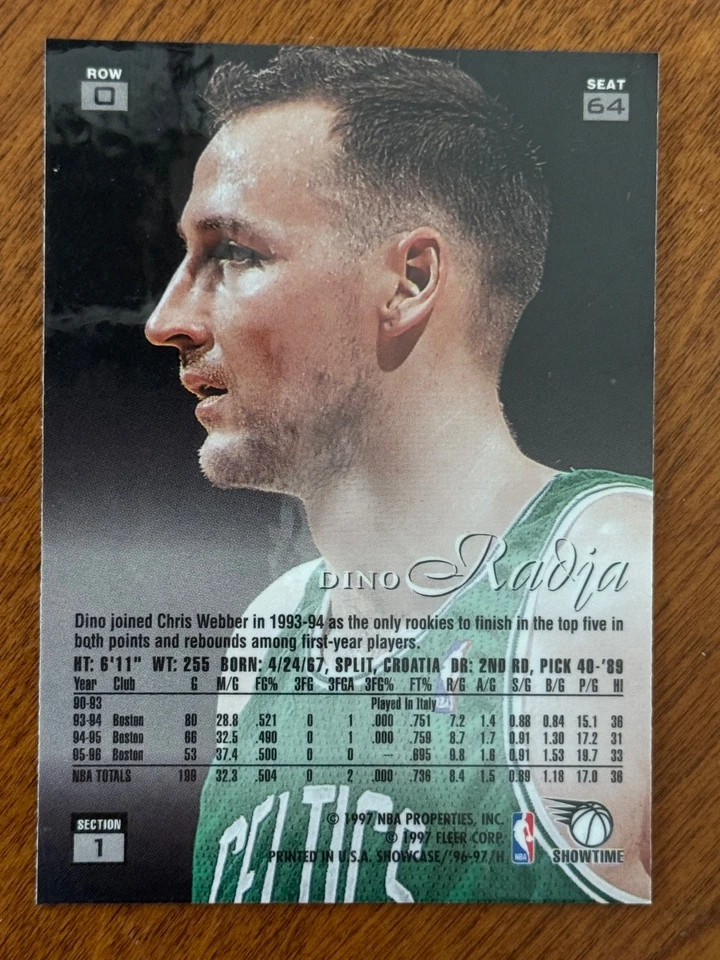 ROW
0
SEAT
64
DINO Radja
Dino joined Chris Webber in 1993-94 as the only rookies to finish in the top five in
both points and rebounds among first-year players.
HT: 6'11" WT: 255 BORN: 4/24/67, SPLIT, CROATIA DR: 2ND RD, PICK 40-'89
Year Club G M/G FG% 3FG 3FGA 3FG% FT% R/G A/G S/G B/G P/G HI
90-93 Played in Italy
93-94 Boston 80 28.8 .521 0 1 .000 .751 7.2 1.4 0.88 0.84 15.1 36
94-95 Boston 66 32.5 .490 0 1 .000 .759 8.7 1.7 0.91 1.30 17.2 31
95-96 Boston 53 37.4 .500 0 0 – .695 9.8 1.6 0.91 1.53 19.7 33
NBA TOTALS 199 32.3 .504 0 2 .000 .736 8.4 1.5 0.89 1.18 17.0 36
CELTICS
SECTION
1
© 1997 NBA PROPERTIES, INC.
© 1997 FLEER CORP.
PRINTED IN U.S.A. SHOWCASE/'96-97/H
NBA
SHOWTIME